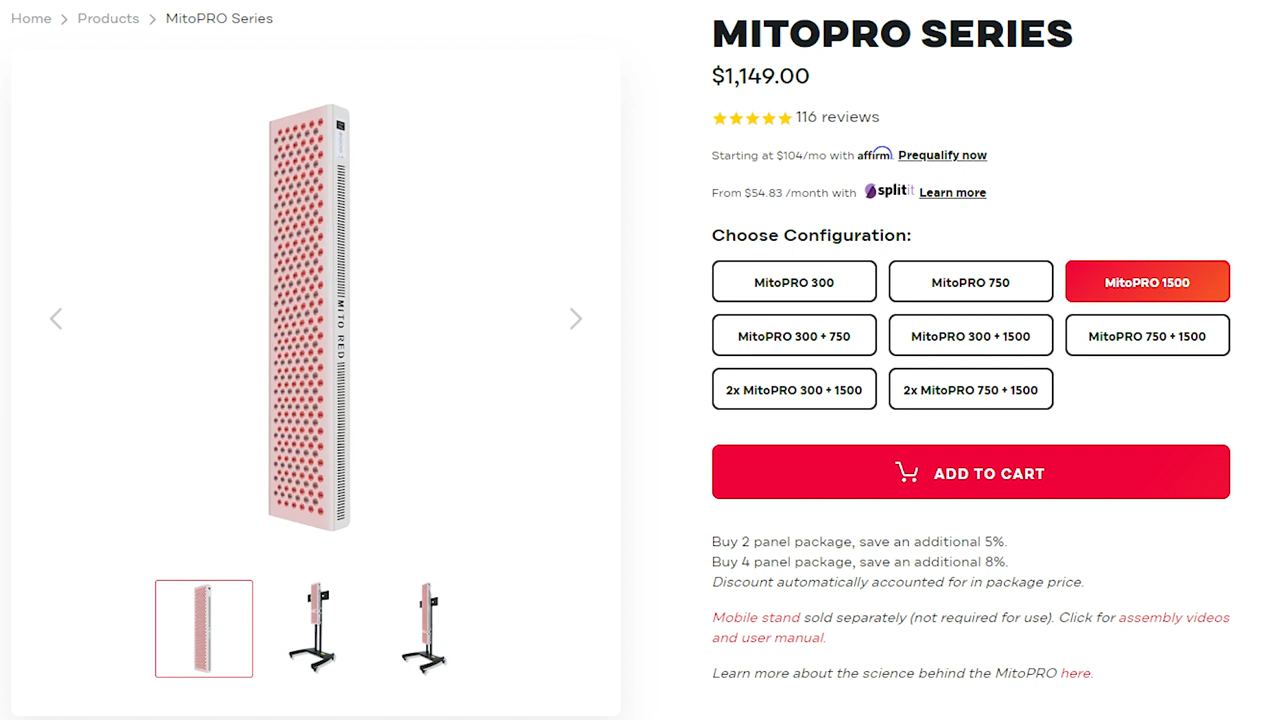 Home > Products > MitoPRO Series
MITOPRO SERIES
$1,149.00
116 reviews
Starting at $104/mo with affirm. Prequalify now
From $54.83 /month with splitit Learn more
Choose Configuration:
MitoPRO 300
MitoPRO 750
MitoPRO 1500
MitoPRO 300 + 750
MitoPRO 300 + 1500
MitoPRO 750 + 1500
2x MitoPRO 300 + 1500
2x MitoPRO 750 + 1500
MITO RED
ADD TO CART
Buy 2 panel package, save an additional 5%.
Buy 4 panel package, save an additional 8%.
Discount automatically accounted for in package price.
Mobile stand sold separately (not required for use). Click for assembly videos
and user manual.
Learn more about the science behind the MitoPRO here.